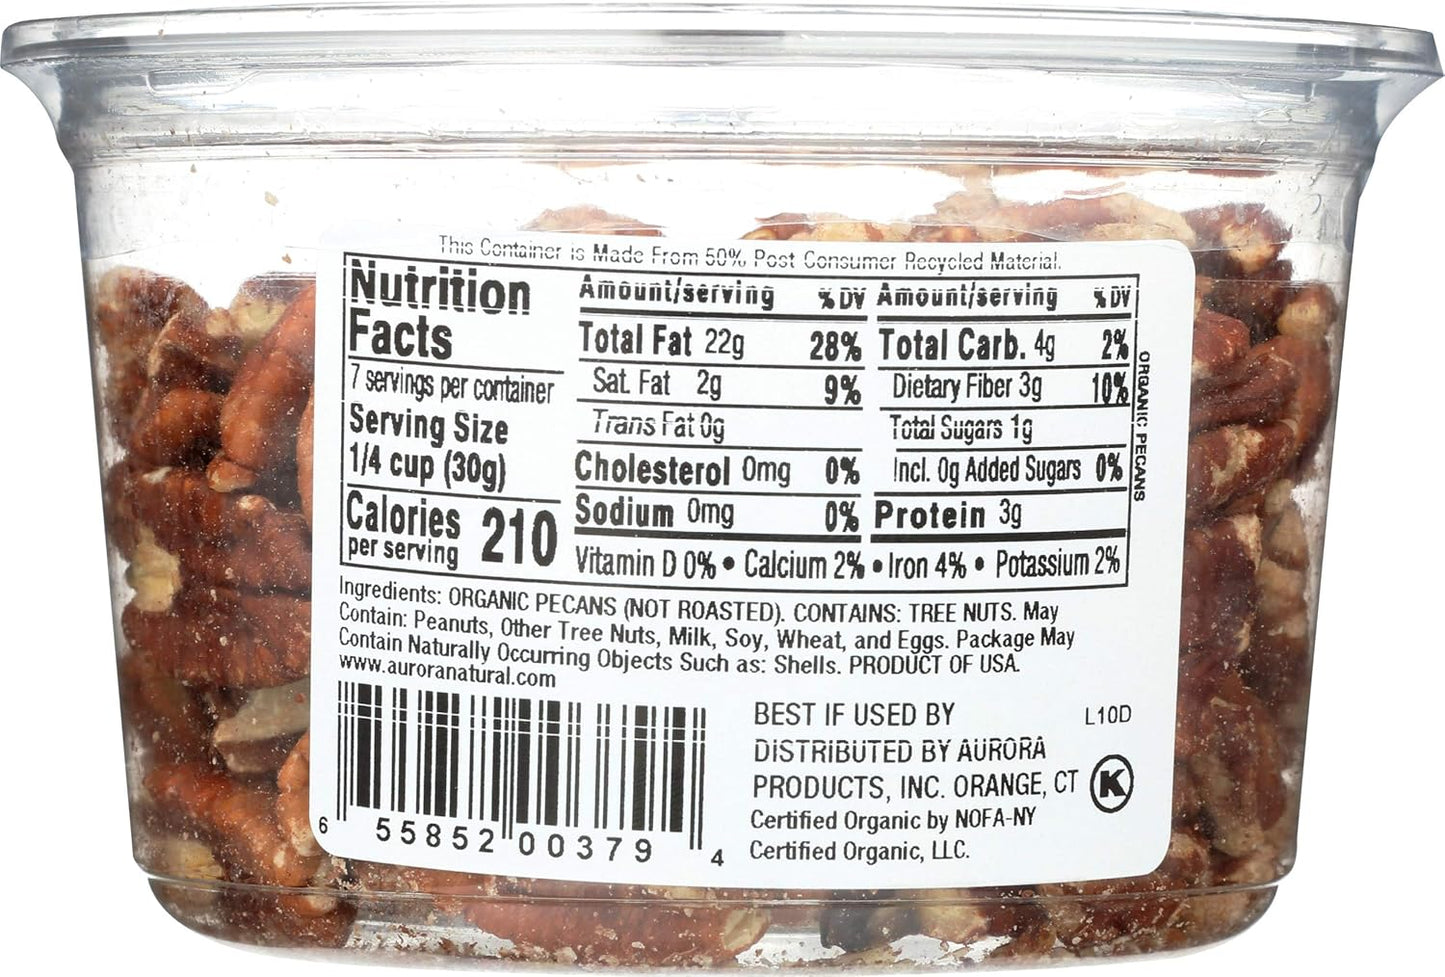 This Container is Made From 50% Post Consumer Recycled Material.
Nutrition
Facts
7 servings per container
Serving Size
1/4 cup (30g)
Calories 210
per serving
Amount/serving %DV
Total Fat 22g 28%
Sat. Fat 2g 9%
Trans Fat 0g
Cholesterol 0mg 0%
Sodium 0mg 0%
Amount/serving %DV
Total Carb. 4g 2%
Dietary Fiber 3g 10%
Total Sugars 1g
Incl. 0g Added Sugars 0%
Protein 3g
Vitamin D 0% • Calcium 2% • Iron 4% • Potassium 2%
ORGANIC PECANS
Ingredients: ORGANIC PECANS (NOT ROASTED). CONTAINS: TREE NUTS. May
Contain: Peanuts, Other Tree Nuts, Milk, Soy, Wheat, and Eggs. Package May
Contain Naturally Occurring Objects Such as: Shells. PRODUCT OF USA.
www.auroranatural.com
6 55852 00379 4
BEST IF USED BY L10D
DISTRIBUTED BY AURORA
PRODUCTS, INC. ORANGE, CT
K
Certified Organic by NOFA-NY
Certified Organic, LLC.